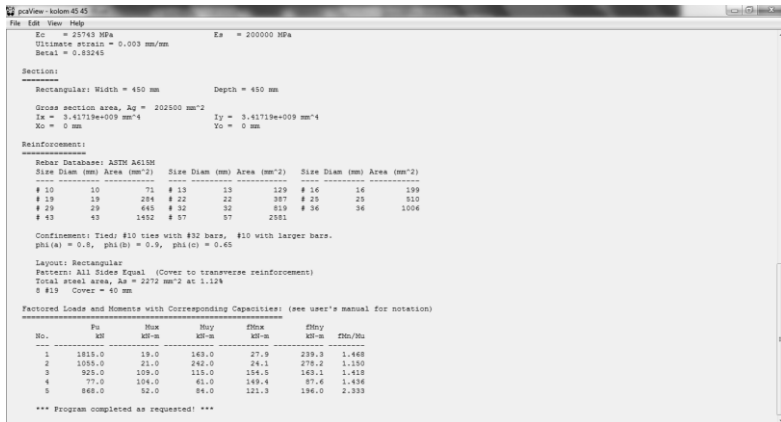 pcaView - kolom 45 45
File Edit View Help
Ec = 25743 MPa Es = 200000 MPa
Ultimate strain = 0.003 mm/mm
Beta1 = 0.83245
Section:
========
Rectangular: Width = 450 mm Depth = 450 mm
Gross section area, Ag = 202500 mm^2
Ix = 3.41719e+009 mm^4 Iy = 3.41719e+009 mm^4
Xo = 0 mm Yo = 0 mm
Reinforcement:
==============
Rebar Database: ASTM A615M
Size Diam (mm) Area (mm^2) Size Diam (mm) Area (mm^2) Size Diam (mm) Area (mm^2)
---- --------- ----------- ---- --------- ----------- ---- --------- -----------
# 10 10 71 # 13 13 129 # 16 16 199
# 19 19 284 # 22 22 387 # 25 25 510
# 29 29 645 # 32 32 819 # 36 36 1006
# 43 43 1452 # 57 57 2581
Confinement: Tied; #10 ties with #32 bars, #10 with larger bars.
phi(a) = 0.8, phi(b) = 0.9, phi(c) = 0.65
Layout: Rectangular
Pattern: All Sides Equal (Cover to transverse reinforcement)
Total steel area, As = 2272 mm^2 at 1.12%
8 #19 Cover = 40 mm
Factored Loads and Moments with Corresponding Capacities: (see user's manual for notation)
=========================================================
Pu Mux Muy fMnx fMny
No. kN kN-m kN-m kN-m kN-m fMn/Mu
--- ----------- ----------- ----------- ----------- ----------- -------
1 1815.0 19.0 163.0 27.9 239.3 1.468
2 1055.0 21.0 242.0 24.1 278.2 1.150
3 925.0 109.0 115.0 154.5 163.1 1.418
4 77.0 104.0 61.0 149.4 87.6 1.436
5 868.0 52.0 84.0 121.3 196.0 2.333
*** Program completed as requested! ***